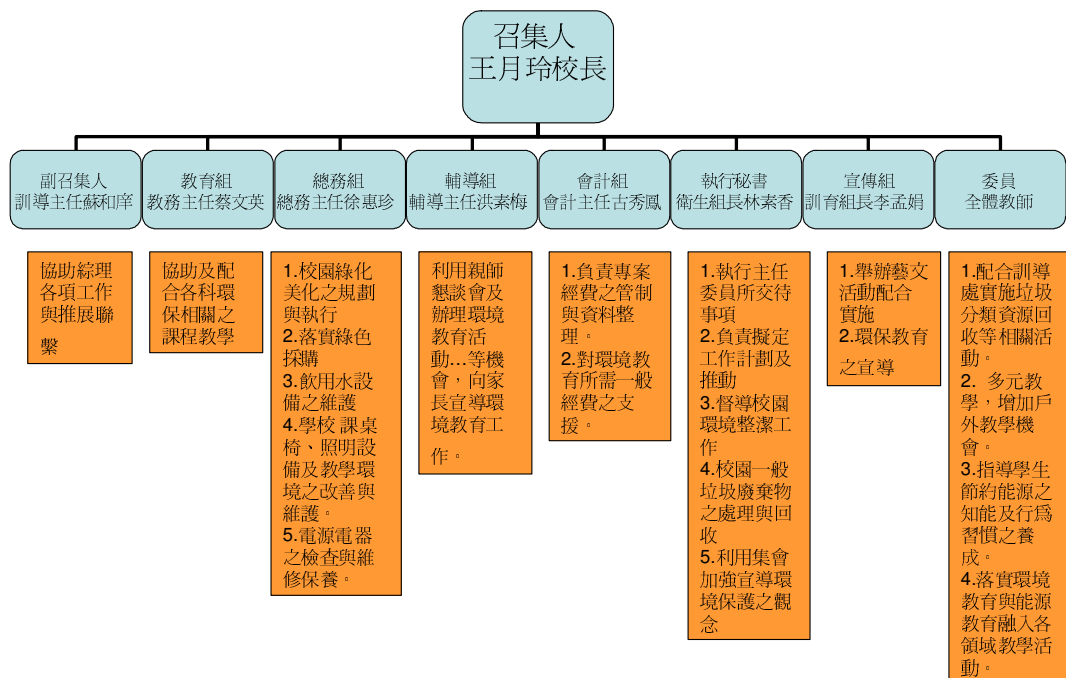 召集人
王月玲校長
副召集人
訓導主任蘇和庠
教育組
教務主任蔡文英
總務組
總務主任徐惠珍
輔導組
輔導主任洪素梅
會計組
會計主任古秀鳳
執行秘書
衛生組長林素香
宣傳組
訓育組長李孟娟
委員
全體教師
協助綜理
各項工作
與推展聯
繫
協助及配
合各科環
保相關之
課程教學
1.校園綠化
美化之規劃
與執行
2.落實綠色
採購
3.飲用水設
備之維護
4.學校 課桌
椅、照明設
備及教學環
境之改善與
維護。
5.電源電器
之檢查與維
修保養。
利用親師
懇談會及
辦理環境
教育活
動…等機
會，向家
長宣導環
境教育工
作。
1.負責專案
經費之管制
與資料整
理。
2.對環境教
育所需一般
經費之支
援。
1.執行主任
委員所交待
事項
2.負責擬定
工作計劃及
推動
3.督導校園
環境整潔工
作
4.校園一般
垃圾廢棄物
之處理與回
收
5.利用集會
加強宣導環
境保護之觀
念
1.舉辦藝文
活動配合
實施
2.環保教育
之宣導
1.配合訓導
處實施垃圾
分類資源回
收等相關活
動。
2. 多元教
學，增加戶
外教學機
會。
3.指導學生
節約能源之
知能及行為
習慣之養
成。
4.落實環境
教育與能源
教育融入各
領域教學活
動。